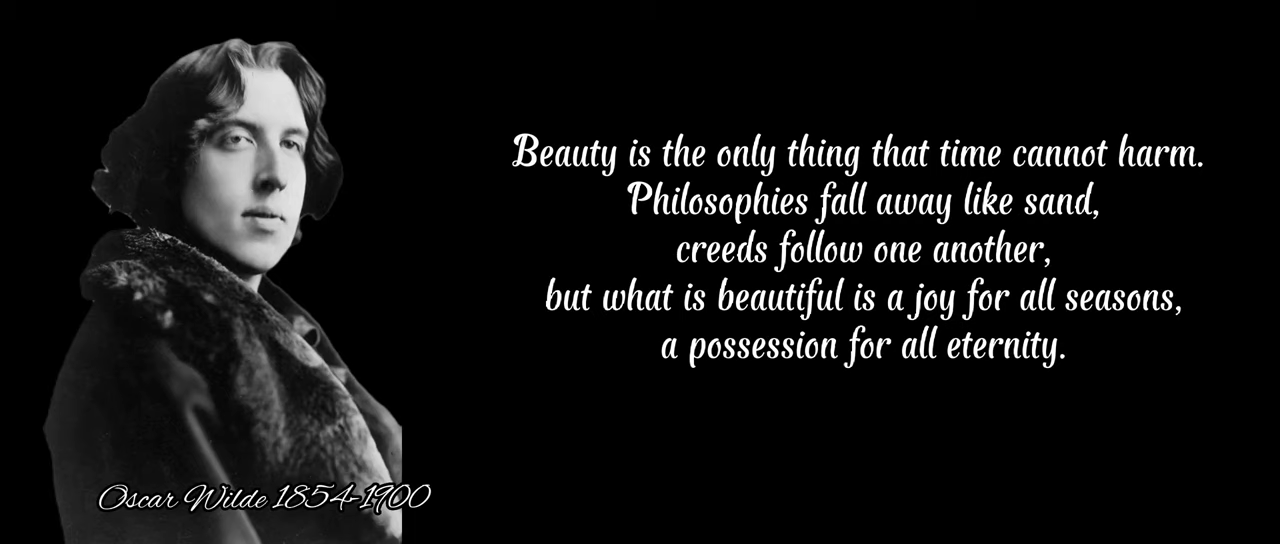 Beauty is the only thing that time cannot harm.
Philosophies fall away like sand,
creeds follow one another,
but what is beautiful is a joy for all seasons,
a possession for all eternity.
Oscar Wilde 1854-1900